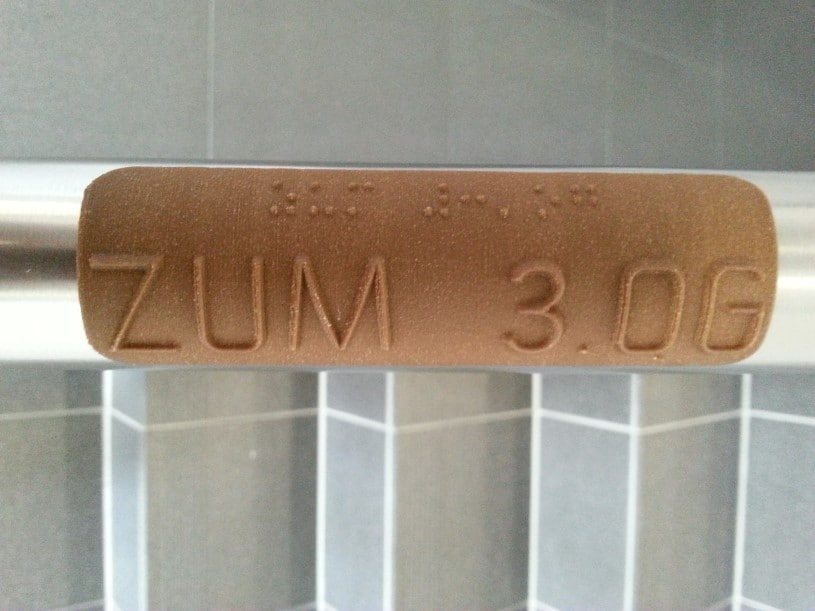 ⠵⠥⠍ ⠼⠉⠄⠕⠛
ZUM 3.OG